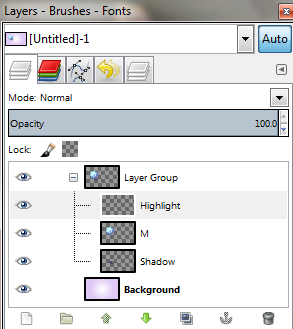 Layers - Brushes - Fonts
[Untitled]-1 Auto
Mode: Normal
Opacity 100.0
Lock:
Layer Group
Highlight
M
Shadow
Background